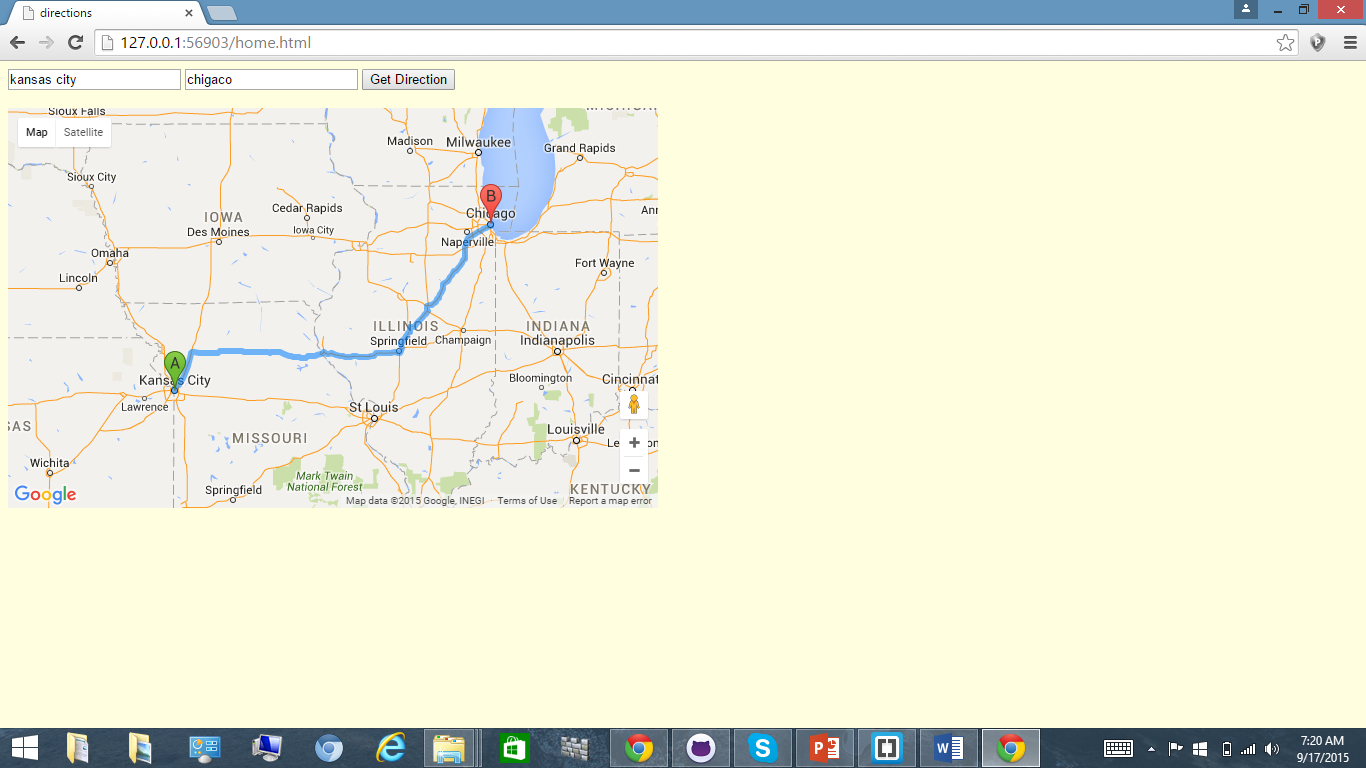 directions
127.0.0.1:56903/home.html
kansas city
chigaco
Get Direction
Sioux Falls
Map
Satellite
Madison
Milwaukee
Grand Rapids
Sioux City
B
IOWA
Cedar Rapids
Chicago
Ann
Des Moines
Iowa City
Naperville
Omaha
Fort Wayne
Lincoln
ILLINOIS
INDIANA
Springfield
Champaign
Indianapolis
A
Kansas City
Bloomington
Cincinnat
Lawrence
St Louis
SAS
Louisville
MISSOURI
Wichita
Mark Twain
National Forest
Springfield
KENTUCKY
Google
Map data ©2015 Google, INEGI
Terms of Use
Report a map error
7:20 AM
9/17/2015